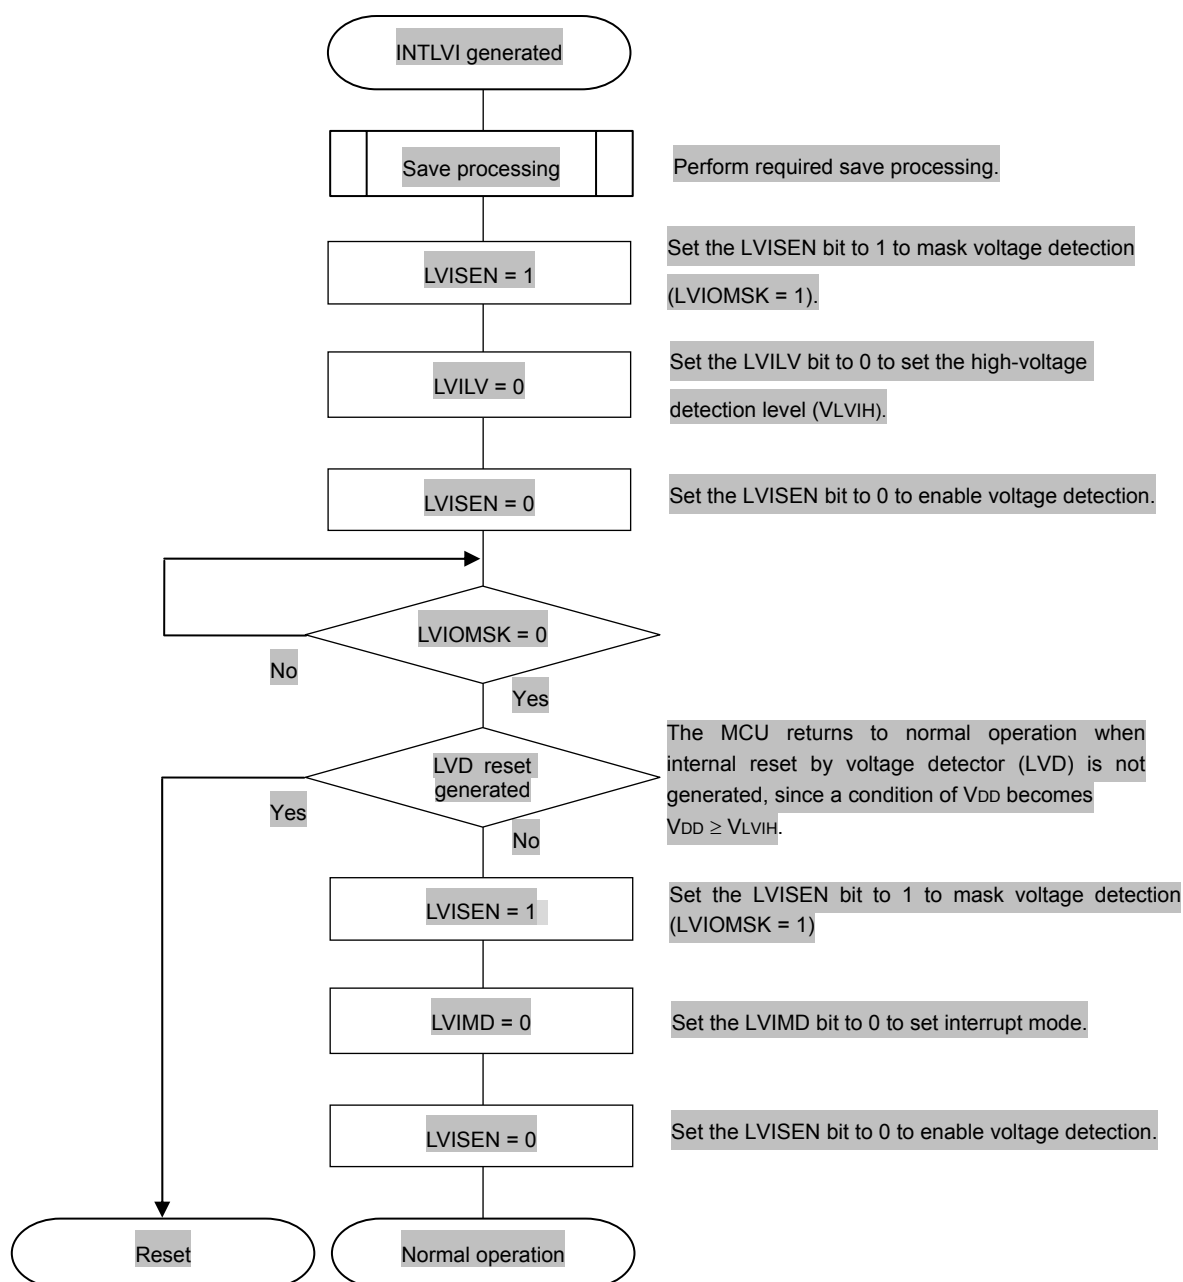 INTLVI generated
Save processing
Perform required save processing.
LVISEN = 1
Set the LVISEN bit to 1 to mask voltage detection
(LVIOMSK = 1).
LVILV = 0
Set the LVILV bit to 0 to set the high-voltage
detection level (VLVIH).
LVISEN = 0
Set the LVISEN bit to 0 to enable voltage detection.
LVIOMSK = 0
No
Yes
LVD reset
generated
The MCU returns to normal operation when
internal reset by voltage detector (LVD) is not
generated, since a condition of VDD becomes
VDD ≥ VLVIH.
Yes
No
LVISEN = 1
Set the LVISEN bit to 1 to mask voltage detection
(LVIOMSK = 1)
LVIMD = 0
Set the LVIMD bit to 0 to set interrupt mode.
LVISEN = 0
Set the LVISEN bit to 0 to enable voltage detection.
Reset
Normal operation